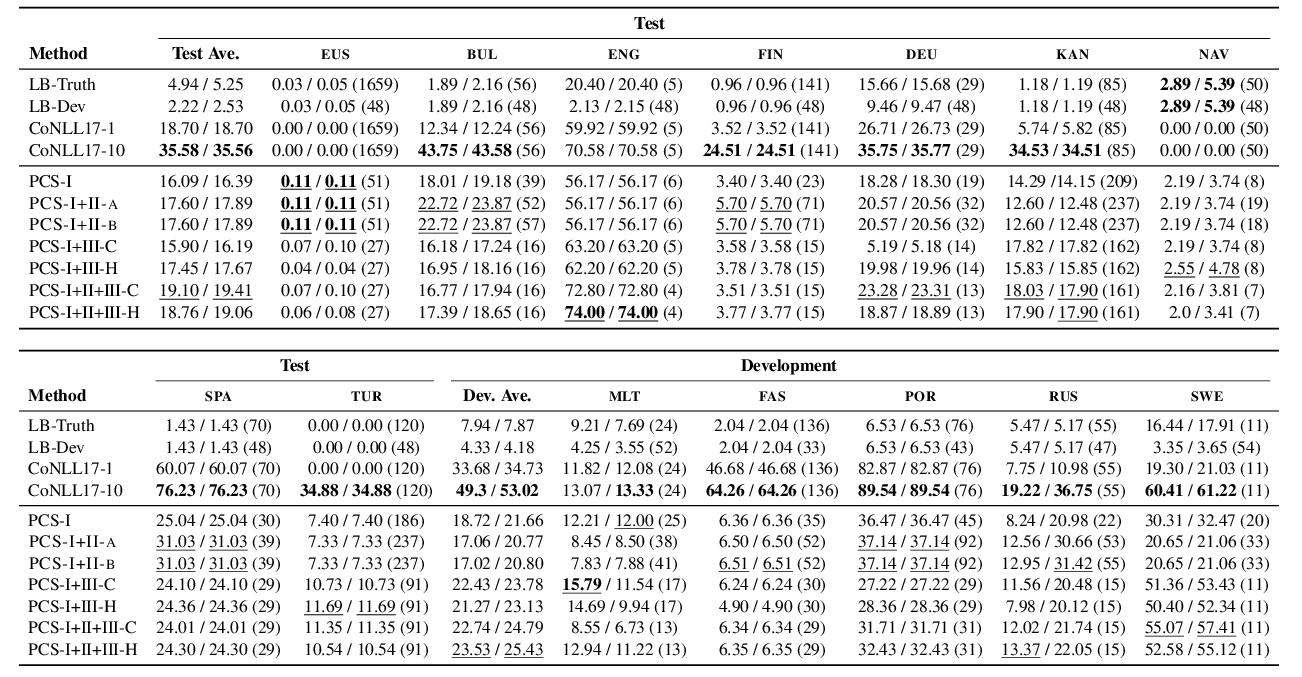 Test
Method Test Ave. EUS BUL ENG FIN DEU KAN NAV
LB-Truth 4.94 / 5.25 0.03 / 0.05 (1659) 1.89 / 2.16 (56) 20.40 / 20.40 (5) 0.96 / 0.96 (141) 15.66 / 15.68 (29) 1.18 / 1.19 (85) 2.89 / 5.39 (50)
LB-Dev 2.22 / 2.53 0.03 / 0.05 (48) 1.89 / 2.16 (48) 2.13 / 2.15 (48) 0.96 / 0.96 (48) 9.46 / 9.47 (48) 1.18 / 1.19 (48) 2.89 / 5.39 (48)
CoNLL17-1 18.70 / 18.70 0.00 / 0.00 (1659) 12.34 / 12.24 (56) 59.92 / 59.92 (5) 3.52 / 3.52 (141) 26.71 / 26.73 (29) 5.74 / 5.82 (85) 0.00 / 0.00 (50)
CoNLL17-10 35.58 / 35.56 0.00 / 0.00 (1659) 43.75 / 43.58 (56) 70.58 / 70.58 (5) 24.51 / 24.51 (141) 35.75 / 35.77 (29) 34.53 / 34.51 (85) 0.00 / 0.00 (50)
PCS-I 16.09 / 16.39 0.11 / 0.11 (51) 18.01 / 19.18 (39) 56.17 / 56.17 (6) 3.40 / 3.40 (23) 18.28 / 18.30 (19) 14.29 /14.15 (209) 2.19 / 3.74 (8)
PCS-I+II-A 17.60 / 17.89 0.11 / 0.11 (51) 22.72 / 23.87 (52) 56.17 / 56.17 (6) 5.70 / 5.70 (71) 20.57 / 20.56 (32) 12.60 / 12.48 (237) 2.19 / 3.74 (19)
PCS-I+II-B 17.60 / 17.89 0.11 / 0.11 (51) 22.72 / 23.87 (57) 56.17 / 56.17 (6) 5.70 / 5.70 (71) 20.57 / 20.56 (32) 12.60 / 12.48 (237) 2.19 / 3.74 (18)
PCS-I+III-C 15.90 / 16.19 0.07 / 0.10 (27) 16.18 / 17.24 (16) 63.20 / 63.20 (5) 3.58 / 3.58 (15) 5.19 / 5.18 (14) 17.82 / 17.82 (162) 2.19 / 3.74 (8)
PCS-I+III-H 17.45 / 17.67 0.04 / 0.04 (27) 16.95 / 18.16 (16) 62.20 / 62.20 (5) 3.78 / 3.78 (15) 19.98 / 19.96 (14) 15.83 / 15.85 (162) 2.55 / 4.78 (8)
PCS-I+II+III-C 19.10 / 19.41 0.07 / 0.10 (27) 16.77 / 17.94 (16) 72.80 / 72.80 (4) 3.51 / 3.51 (15) 23.28 / 23.31 (13) 18.03 / 17.90 (161) 2.16 / 3.81 (7)
PCS-I+II+III-H 18.76 / 19.06 0.06 / 0.08 (27) 17.39 / 18.65 (16) 74.00 / 74.00 (4) 3.77 / 3.77 (15) 18.87 / 18.89 (13) 17.90 / 17.90 (161) 2.0 / 3.41 (7)
Test Development
Method SPA TUR Dev. Ave. MLT FAS POR RUS SWE
LB-Truth 1.43 / 1.43 (70) 0.00 / 0.00 (120) 7.94 / 7.87 9.21 / 7.69 (24) 2.04 / 2.04 (136) 6.53 / 6.53 (76) 5.47 / 5.17 (55) 16.44 / 17.91 (11)
LB-Dev 1.43 / 1.43 (48) 0.00 / 0.00 (48) 4.33 / 4.18 4.25 / 3.55 (52) 2.04 / 2.04 (33) 6.53 / 6.53 (43) 5.47 / 5.17 (47) 3.35 / 3.65 (54)
CoNLL17-1 60.07 / 60.07 (70) 0.00 / 0.00 (120) 33.68 / 34.73 11.82 / 12.08 (24) 46.68 / 46.68 (136) 82.87 / 82.87 (76) 7.75 / 10.98 (55) 19.30 / 21.03 (11)
CoNLL17-10 76.23 / 76.23 (70) 34.88 / 34.88 (120) 49.3 / 53.02 13.07 / 13.33 (24) 64.26 / 64.26 (136) 89.54 / 89.54 (76) 19.22 / 36.75 (55) 60.41 / 61.22 (11)
PCS-I 25.04 / 25.04 (30) 7.40 / 7.40 (186) 18.72 / 21.66 12.21 / 12.00 (25) 6.36 / 6.36 (35) 36.47 / 36.47 (45) 8.24 / 20.98 (22) 30.31 / 32.47 (20)
PCS-I+II-A 31.03 / 31.03 (39) 7.33 / 7.33 (237) 17.06 / 20.77 8.45 / 8.50 (38) 6.50 / 6.50 (52) 37.14 / 37.14 (92) 12.56 / 30.66 (53) 20.65 / 21.06 (33)
PCS-I+II-B 31.03 / 31.03 (39) 7.33 / 7.33 (237) 17.02 / 20.80 7.83 / 7.88 (41) 6.51 / 6.51 (52) 37.14 / 37.14 (92) 12.95 / 31.42 (55) 20.65 / 21.06 (33)
PCS-I+III-C 24.10 / 24.10 (29) 10.73 / 10.73 (91) 22.43 / 23.78 15.79 / 11.54 (17) 6.24 / 6.24 (30) 27.22 / 27.22 (29) 11.56 / 20.48 (15) 51.36 / 53.43 (11)
PCS-I+III-H 24.36 / 24.36 (29) 11.69 / 11.69 (91) 21.27 / 23.13 14.69 / 9.94 (17) 4.90 / 4.90 (30) 28.36 / 28.36 (29) 7.98 / 20.12 (15) 50.40 / 52.34 (11)
PCS-I+II+III-C 24.01 / 24.01 (29) 11.35 / 11.35 (91) 22.74 / 24.79 8.55 / 6.73 (13) 6.34 / 6.34 (29) 31.71 / 31.71 (31) 12.02 / 21.74 (15) 55.07 / 57.41 (11)
PCS-I+II+III-H 24.30 / 24.30 (29) 10.54 / 10.54 (91) 23.53 / 25.43 12.94 / 11.22 (13) 6.35 / 6.35 (29) 32.43 / 32.43 (31) 13.37 / 22.05 (15) 52.58 / 55.12 (11)